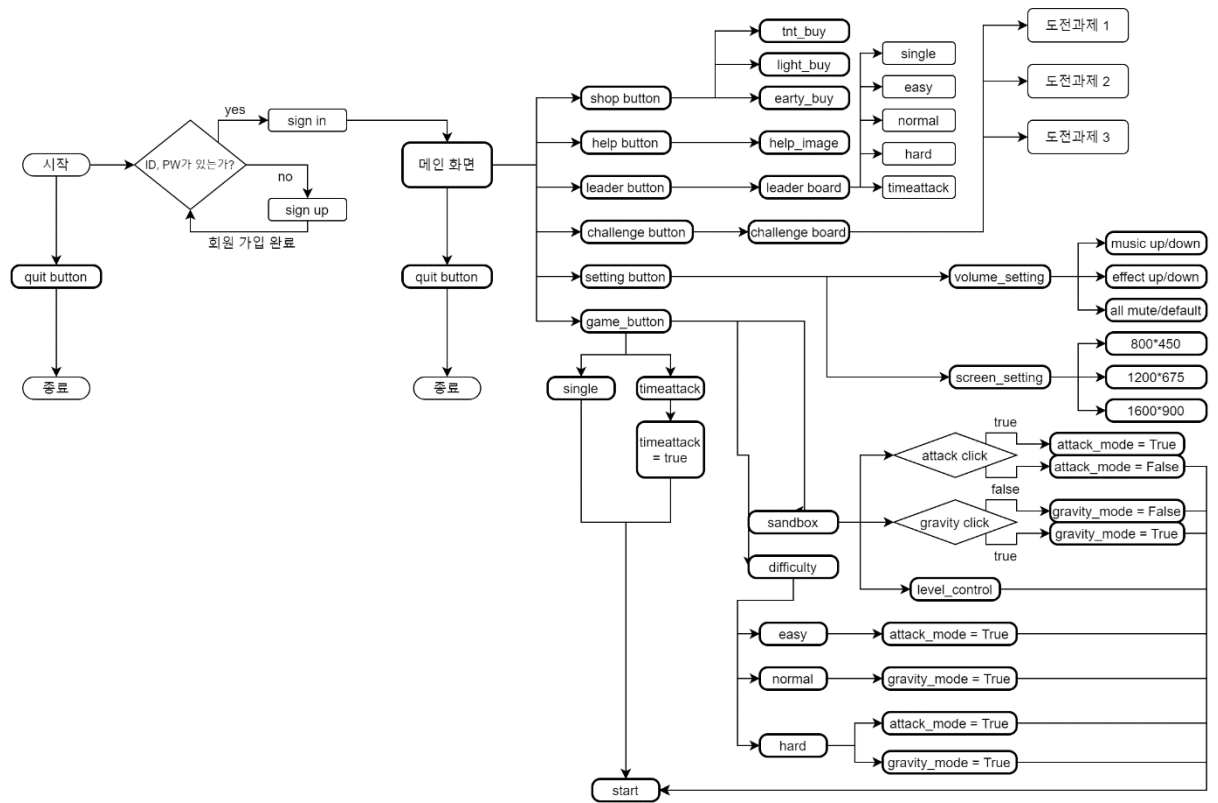 시작
quit button
종료
ID, PW가 있는가?
yes
sign in
no
sign up
회원 가입 완료
메인 화면
quit button
종료
shop button
tnt_buy
light_buy
earty_buy
help button
help_image
leader button
leader board
single
easy
normal
hard
timeattack
challenge button
challenge board
도전과제 1
도전과제 2
도전과제 3
setting button
volume_setting
music up/down
effect up/down
all mute/default
screen_setting
800*450
1200*675
1600*900
game_button
single
timeattack
timeattack
= true
sandbox
attack click
true
attack_mode = True
attack_mode = False
false
gravity click
gravity_mode = False
gravity_mode = True
true
level_control
difficulty
easy
attack_mode = True
normal
gravity_mode = True
hard
attack_mode = True
gravity_mode = True
start